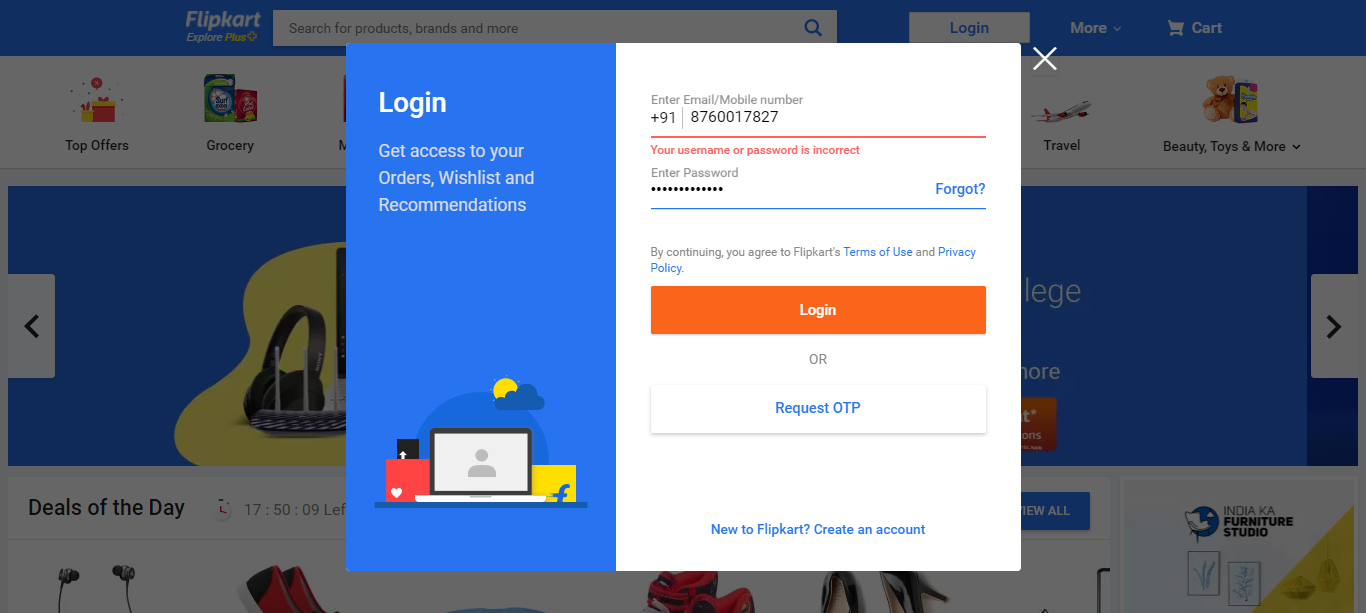 Flipkart
Explore Plus
Search for products, brands and more
Login
More
Cart
Top Offers
Grocery
M
Travel
Beauty, Toys & More
Login
Get access to your
Orders, Wishlist and
Recommendations
Enter Email/Mobile number
+91 8760017827
Your username or password is incorrect
Enter Password
•••••••••••••
Forgot?
By continuing, you agree to Flipkart's Terms of Use and Privacy
Policy.
Login
OR
Request OTP
New to Flipkart? Create an account
SONY
llege
more
Deals of the Day
17 : 50 : 09 Lef
VIEW ALL
INDIA KA
FURNITURE
STUDIO